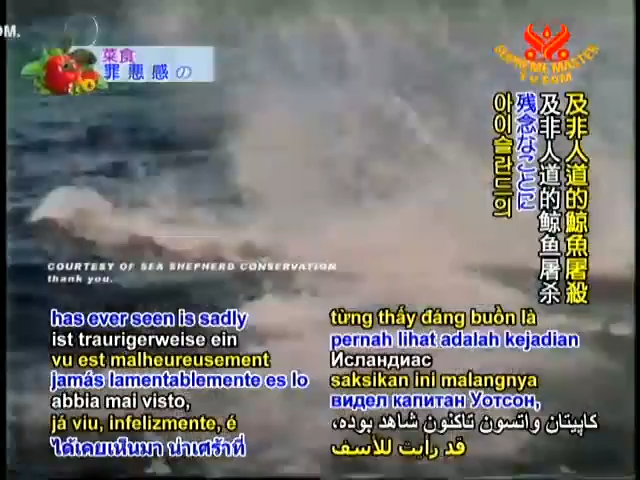 OM.
菜食
罪悪感の
SUPREME MASTER
TV.COM
及非人道的鯨魚屠殺
及非人道的鲸鱼屠杀
残念なことに
아이슬란드의
COURTESY OF SEA SHEPHERD CONSERVATION
thank you.
has ever seen is sadly
ist traurigerweise ein
vu est malheureusement
jamás lamentablemente es lo
abbia mai visto,
já viu, infelizmente, é
ได้เคยเห็นมา น่าเศร้าที่
từng thấy đáng buồn là
pernah lihat adalah kejadian
Исландиас
saksikan ini malangnya
видел капитан Уотсон,
کاپیتان واتسون تاکنون شاهد بوده،
قد رأيت للأسف